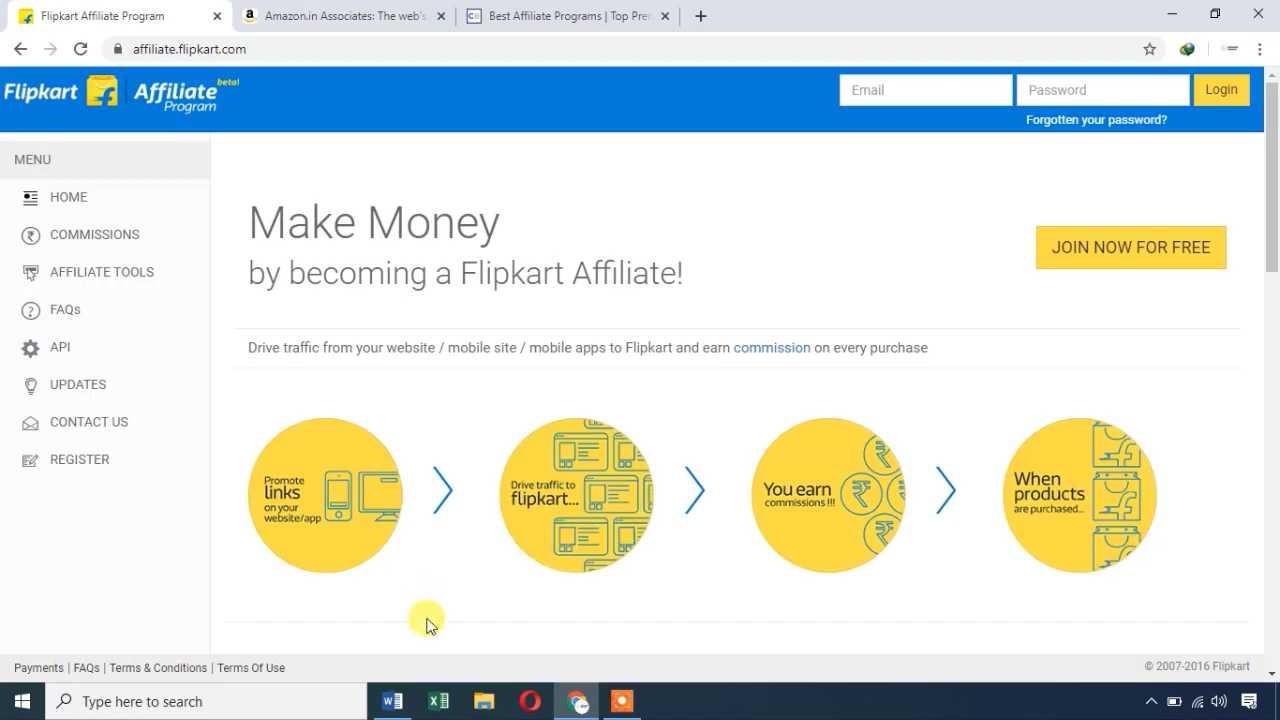 Flipkart Affiliate Program
Amazon.in Associates: The web's
Best Affiliate Programs | Top Pre
affiliate.flipkart.com
Flipkart
Affiliate beta!
Program
Email
Password
Login
Forgotten your password?
MENU
HOME
COMMISSIONS
AFFILIATE TOOLS
FAQs
API
UPDATES
CONTACT US
REGISTER
Make Money
by becoming a Flipkart Affiliate!
JOIN NOW FOR FREE
Drive traffic from your website / mobile site / mobile apps to Flipkart and earn commission on every purchase
Promote
links
on your
website/app
Drive traffic to
flipkart...
You earn
commissions !!!
When
products
are purchased...
Payments | FAQs | Terms & Conditions | Terms Of Use
© 2007-2016 Flipkart
Type here to search